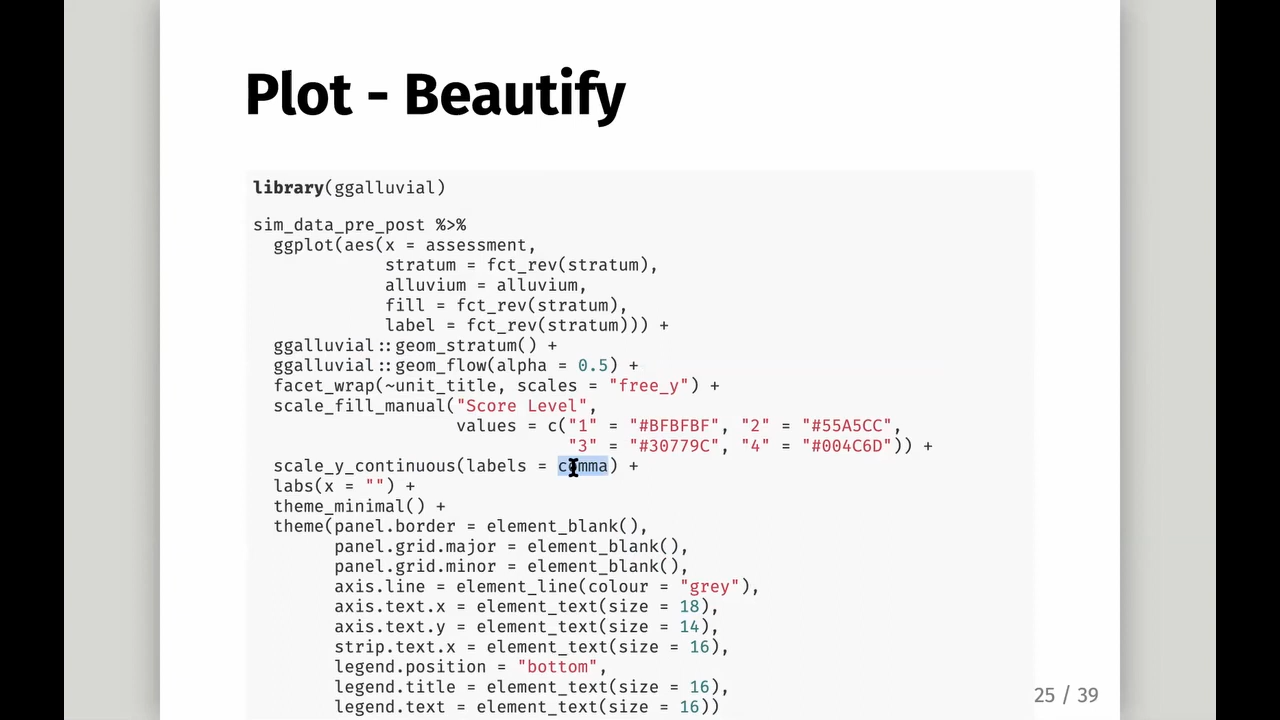 Plot - Beautify
library(ggalluvial)
sim_data_pre_post %>%
  ggplot(aes(x = assessment,
             stratum = fct_rev(stratum),
             alluvium = alluvium,
             fill = fct_rev(stratum),
             label = fct_rev(stratum))) +
  ggalluvial::geom_stratum() +
  ggalluvial::geom_flow(alpha = 0.5) +
  facet_wrap(~unit_title, scales = "free_y") +
  scale_fill_manual("Score Level",
                    values = c("1" = "#BFBFBF", "2" = "#55A5CC",
                               "3" = "#30779C", "4" = "#004C6D")) +
  scale_y_continuous(labels = comma) +
  labs(x = "") +
  theme_minimal() +
  theme(panel.border = element_blank(),
        panel.grid.major = element_blank(),
        panel.grid.minor = element_blank(),
        axis.line = element_line(colour = "grey"),
        axis.text.x = element_text(size = 18),
        axis.text.y = element_text(size = 14),
        strip.text.x = element_text(size = 16),
        legend.position = "bottom",
        legend.title = element_text(size = 16),
        legend.text = element_text(size = 16))
25 / 39